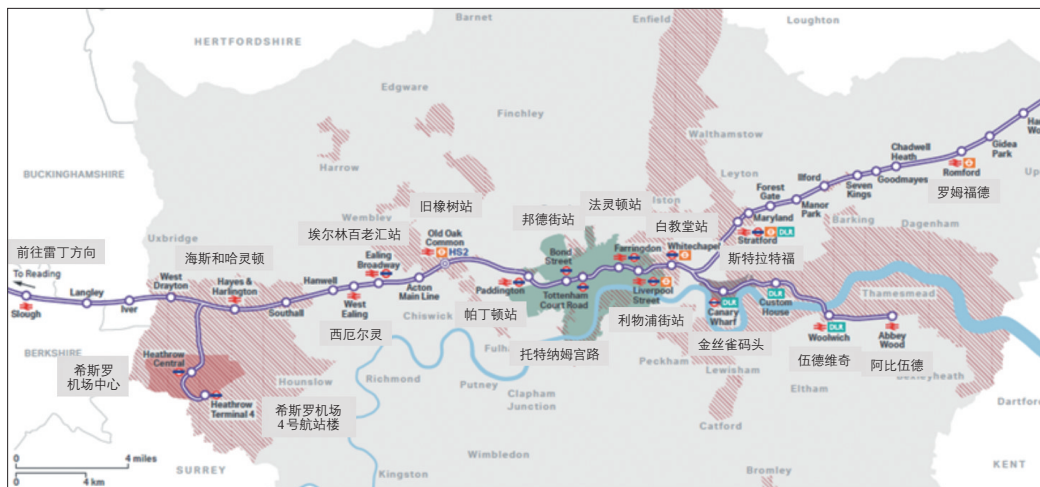 Barnet
Enfield
Loughton
HERTFORDSHIRE
Edgware
Finchley
Walthamstow
Harrow
BUCKINGHAMSHIRE
Chadwell
Heath
Gidea
Park
Romford
Goodmayes
Ilford
Seven
Kings
Leyton
Forest
Gate
Manor
Park
Maryland
罗姆福德
旧橡树站
法灵顿站
邦德街站
白教堂站
Wembley
埃尔林百老汇站
Old Oak
Common
HS2
Barking
Dagenham
Stratford
DLR
斯特拉特福
前往雷丁方向
Uxbridge
海斯和哈灵顿
Ealing
Broadway
Bond
Street
Farringdon
Whitechapel
To Reading
West
Drayton
Hayes &
Harlington
Hanwell
Acton
Main Line
Paddington
Liverpool
Street
Tottenham
Court Road
Langley
Iver
Slough
Southall
West
Ealing
Chiswick
DLR
Canary
Wharf
DLR
Custom
House
Thamesmead
DLR
Woolwich
Abbey
Wood
帕丁顿站
利物浦街站
西厄尔灵
托特纳姆宫路
金丝雀码头
伍德维奇
阿比伍德
BERKSHIRE
Heathrow
Central
希斯罗
机场中心
Hounslow
Richmond
Putney
Clapham
Junction
Peckham
Lewisham
Eltham
Bexleyheath
Dartford
Heathrow
Terminal 4
希斯罗机场
4号航站楼
Catford
Wimbledon
4 miles
4 km
SURREY
Kingston
Bromley
KENT